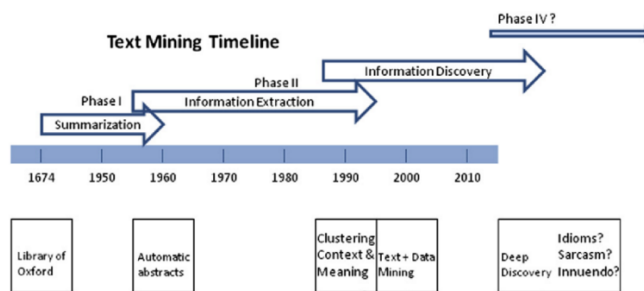 Phase IV ?
Text Mining Timeline
Information Discovery
Phase II
Phase I
Information Extraction
Summarization
1674 1950 1960 1970 1980 1990 2000 2010
Library of
Oxford
Automatic
abstracts
Clustering
Context &
Meaning
Text + Data
Mining
Deep
Discovery
Idioms?
Sarcasm?
Innuendo?